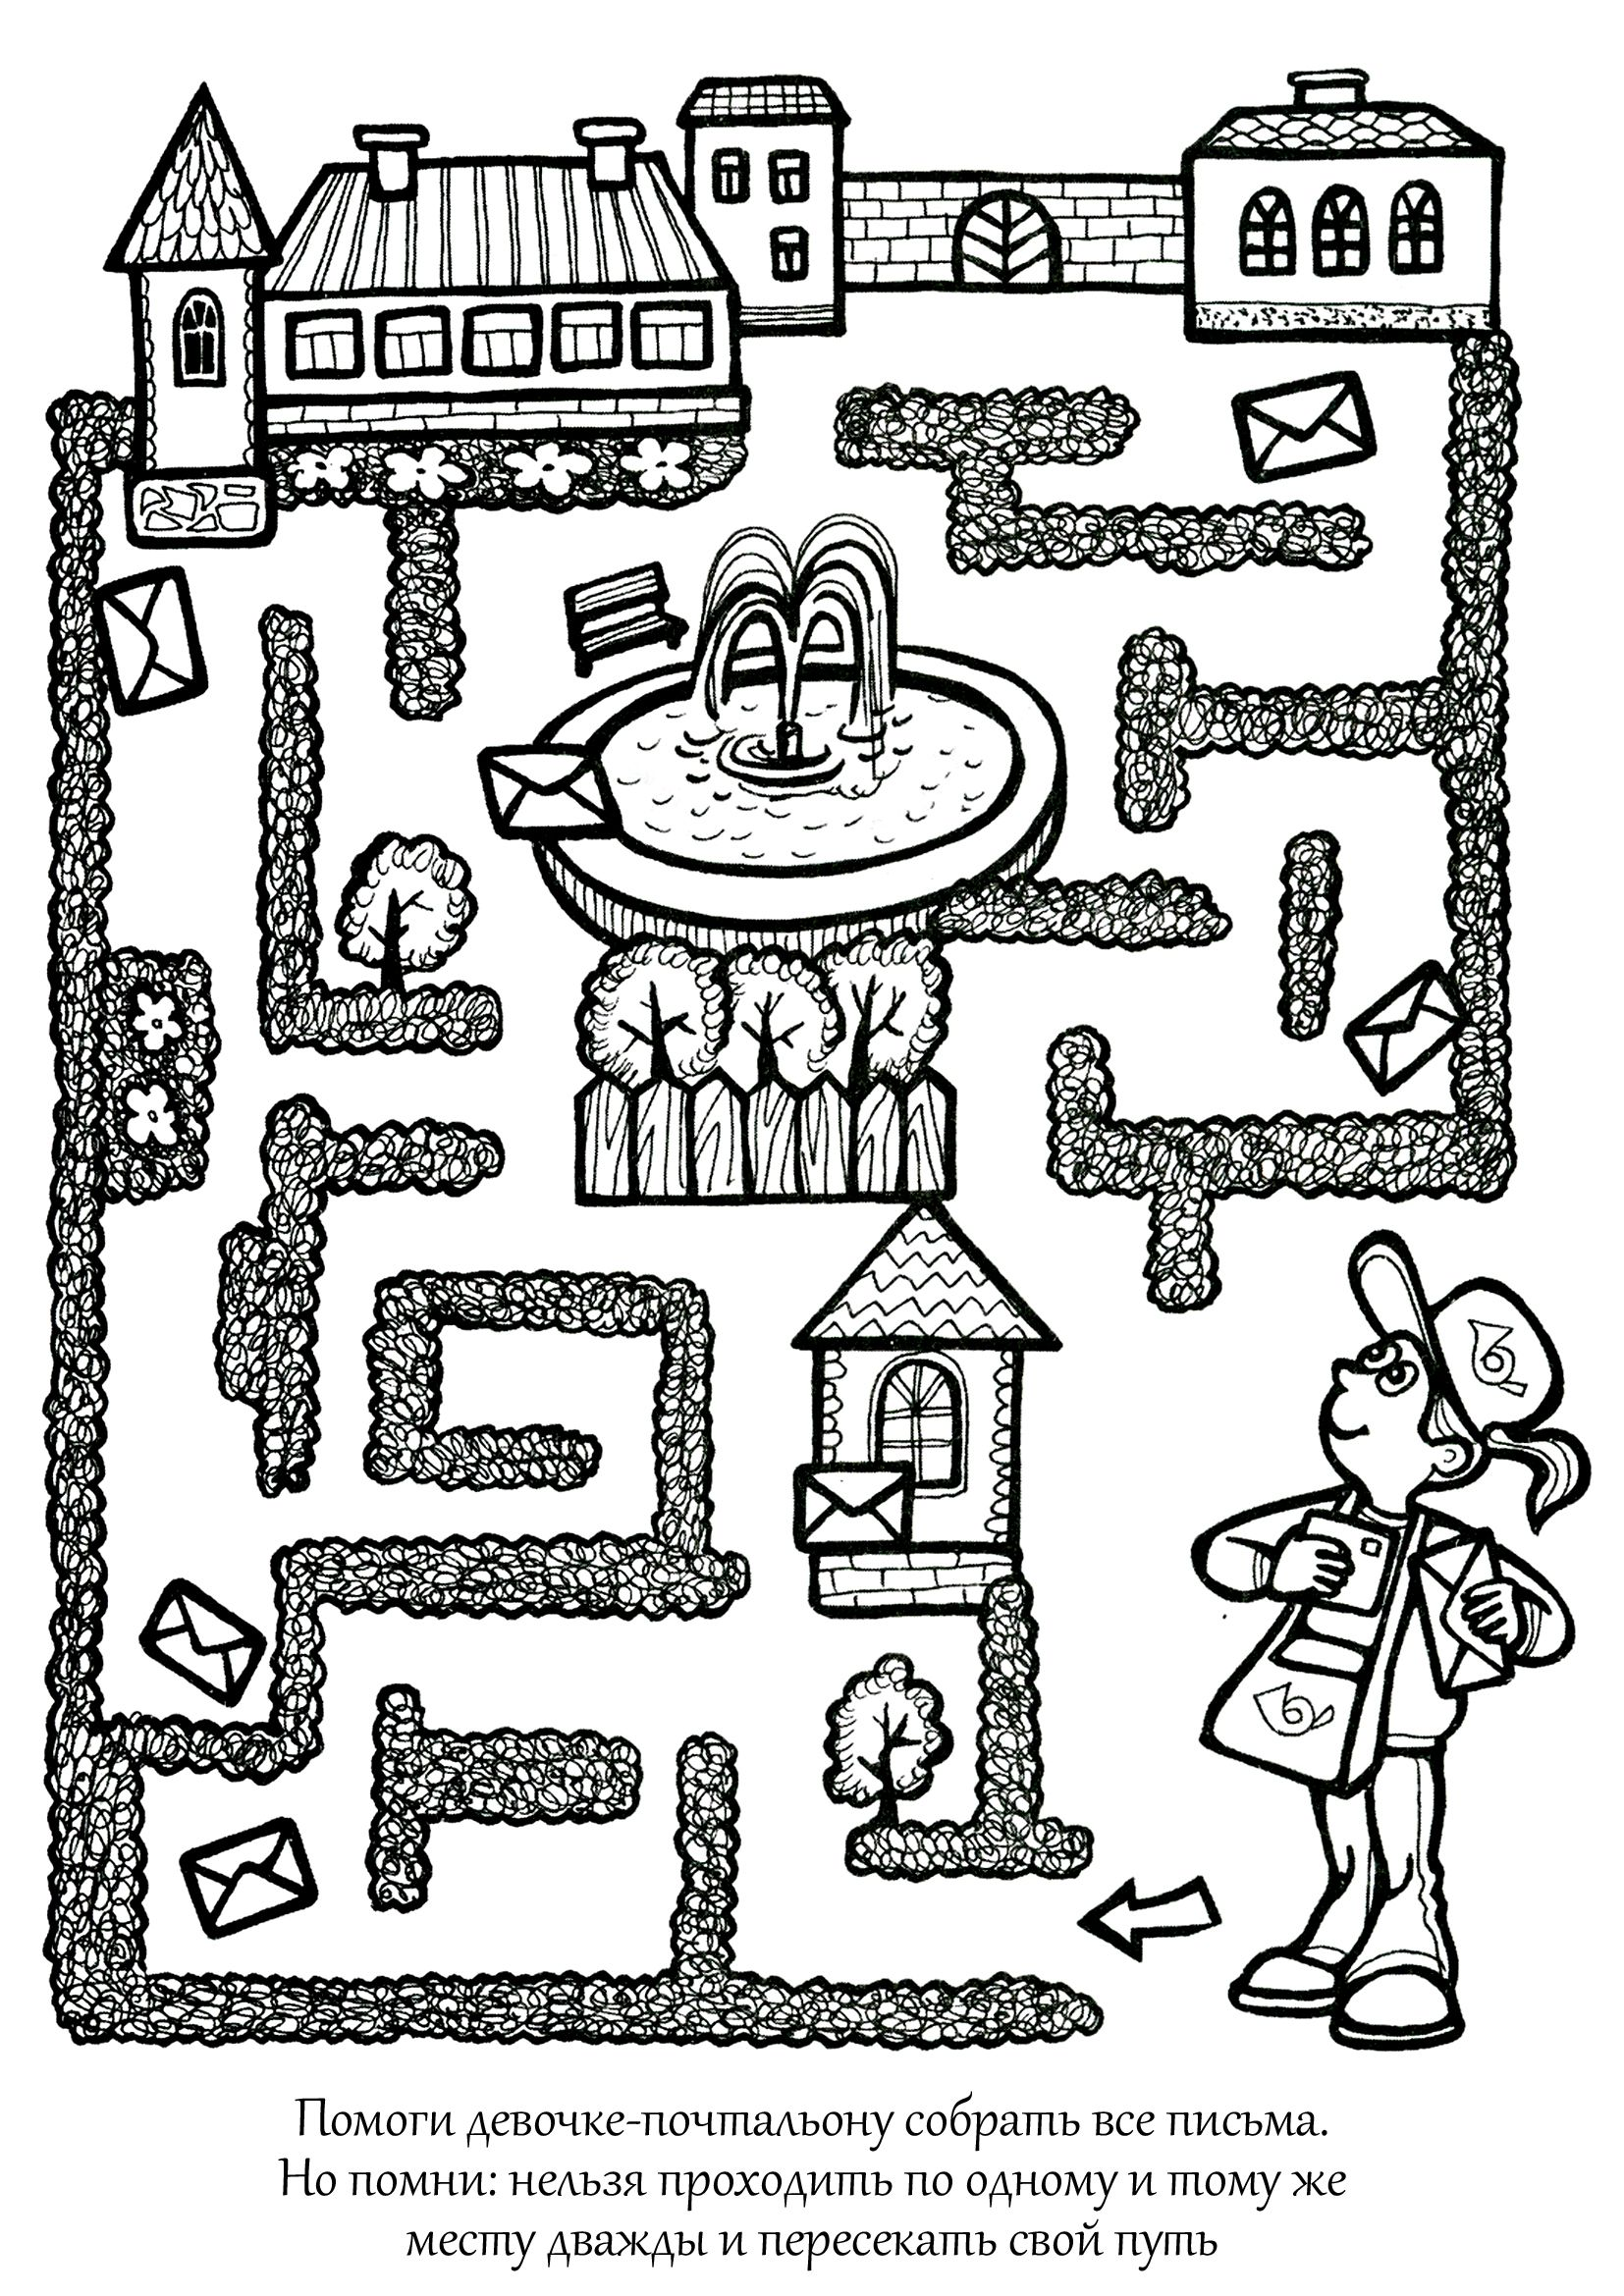 Помоги девочке-почтальону собрать все письма.
Но помни: нельзя проходить по одному и тому же
месту дважды и пересекать свой путь